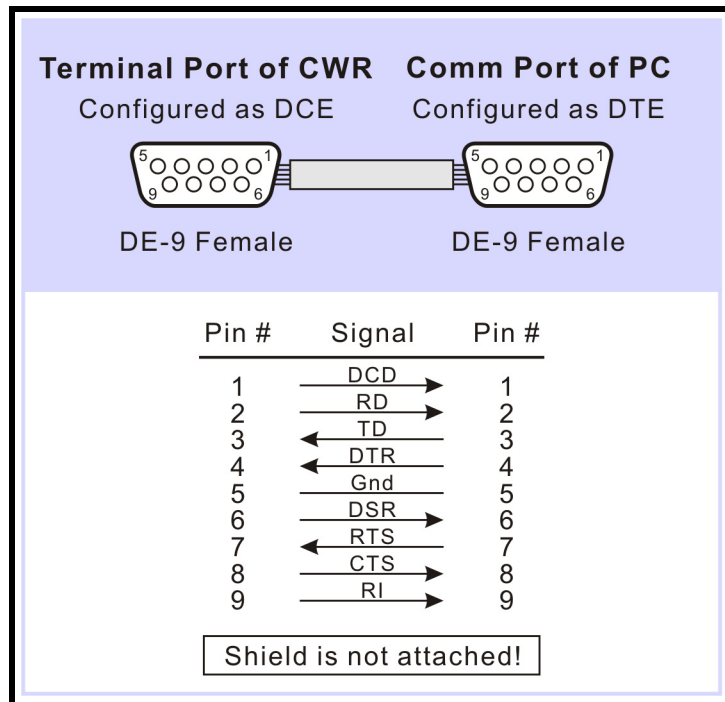 Terminal Port of CWR Comm Port of PC
Configured as DCE Configured as DTE
5 1 5 1
9 6 9 6
DE-9 Female DE-9 Female
Pin # Signal Pin #
1 DCD 1
2 RD 2
3 TD 3
4 DTR 4
5 Gnd 5
6 DSR 6
7 RTS 7
8 CTS 8
9 RI 9
Shield is not attached!